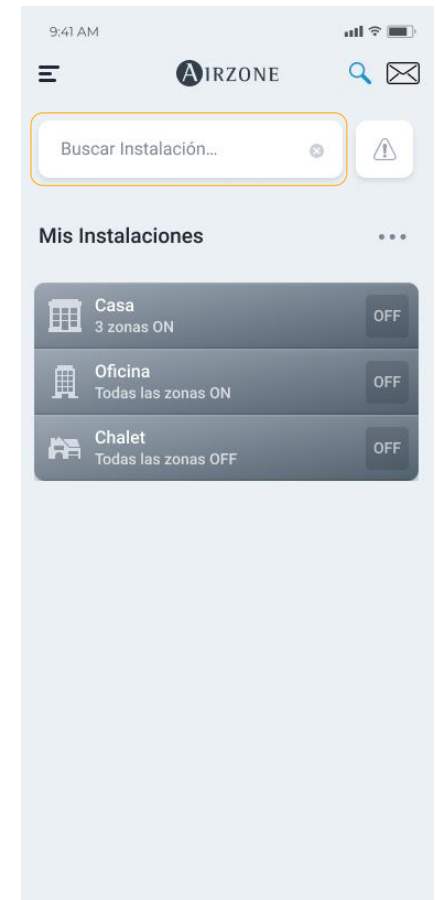 9:41 AM
AIRZONE
Buscar Instalación...
Mis Instalaciones
Casa
3 zonas ON
OFF
Oficina
Todas las zonas ON
OFF
Chalet
Todas las zonas OFF
OFF